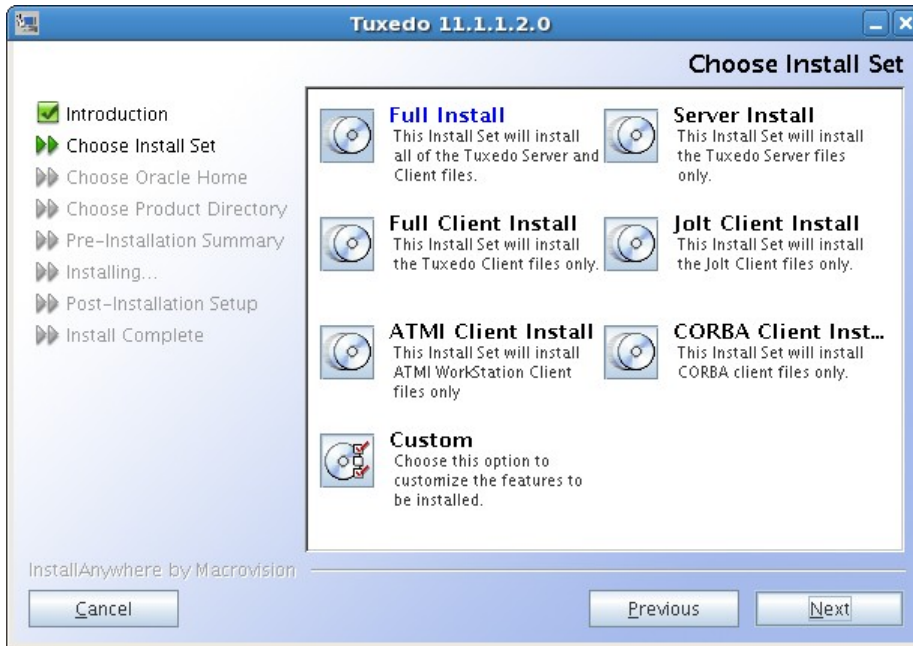 Tuxedo 11.1.1.2.0
Choose Install Set
Introduction
Choose Install Set
Choose Oracle Home
Choose Product Directory
Pre-Installation Summary
Installing...
Post-Installation Setup
Install Complete
Full Install
This Install Set will install
all of the Tuxedo Server and
Client files.
Server Install
This Install Set will install
the Tuxedo Server files
only.
Full Client Install
This Install Set will install
the Tuxedo Client files only.
Jolt Client Install
This Install Set will install
the Jolt Client files only.
ATMI Client Install
This Install Set will install
ATMI WorkStation Client
files only
CORBA Client Inst...
This Install Set will install
CORBA client files only.
Custom
Choose this option to
customize the features to
be installed.
InstallAnywhere by Macrovision
Cancel
Previous
Next